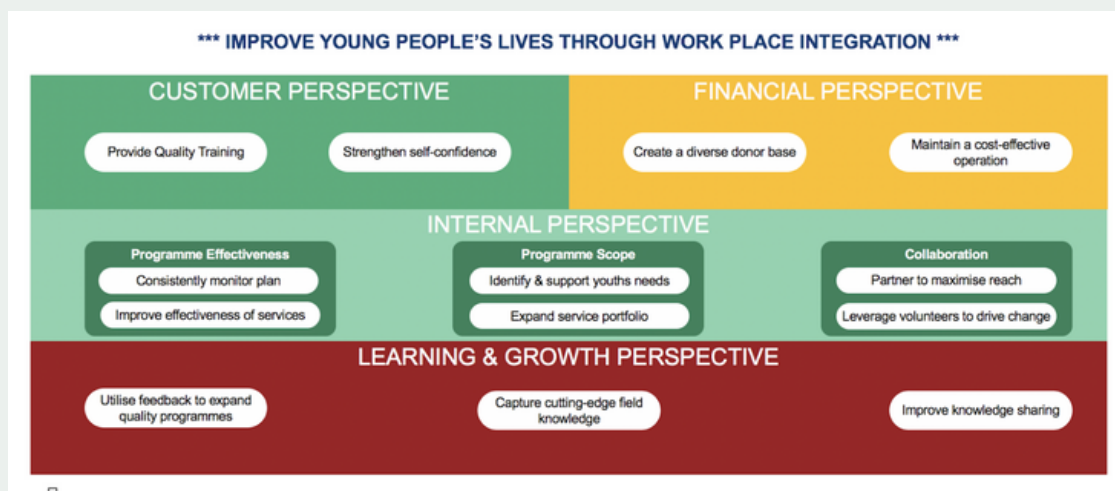 *** IMPROVE YOUNG PEOPLE'S LIVES THROUGH WORK PLACE INTEGRATION ***
CUSTOMER PERSPECTIVE
Provide Quality Training
Strengthen self-confidence
FINANCIAL PERSPECTIVE
Create a diverse donor base
Maintain a cost-effective
operation
INTERNAL PERSPECTIVE
Programme Effectiveness
Consistently monitor plan
Improve effectiveness of services
Programme Scope
Identify & support youths needs
Expand service portfolio
Collaboration
Partner to maximise reach
Leverage volunteers to drive change
LEARNING & GROWTH PERSPECTIVE
Utilise feedback to expand
quality programmes
Capture cutting-edge field
knowledge
Improve knowledge sharing